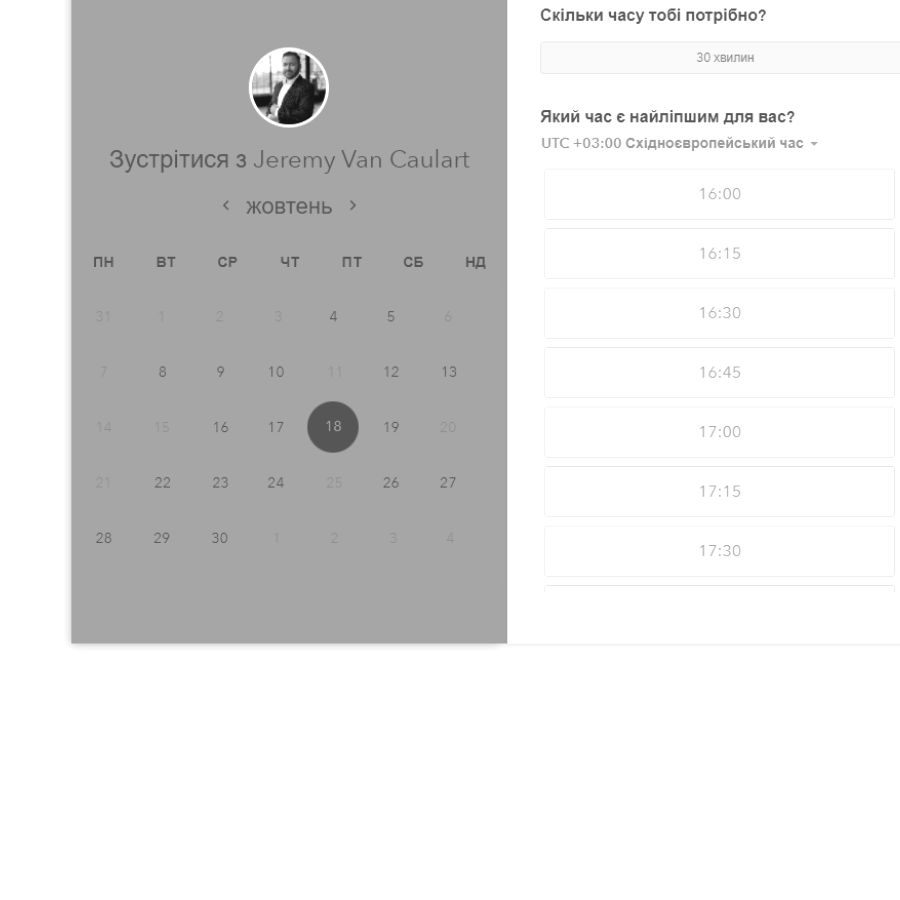 Зустрітися з Jeremy Van Caulart
‹ жовтень ›
ПН ВТ СР ЧТ ПТ СБ НД
31 1 2 3 4 5 6
7 8 9 10 11 12 13
14 15 16 17 18 19 20
21 22 23 24 25 26 27
28 29 30 1 2 3 4
Скільки часу тобі потрібно?
30 хвилин
Який час є найліпшим для вас?
UTC +03:00 Східноєвропейський час
16:00
16:15
16:30
16:45
17:00
17:15
17:30